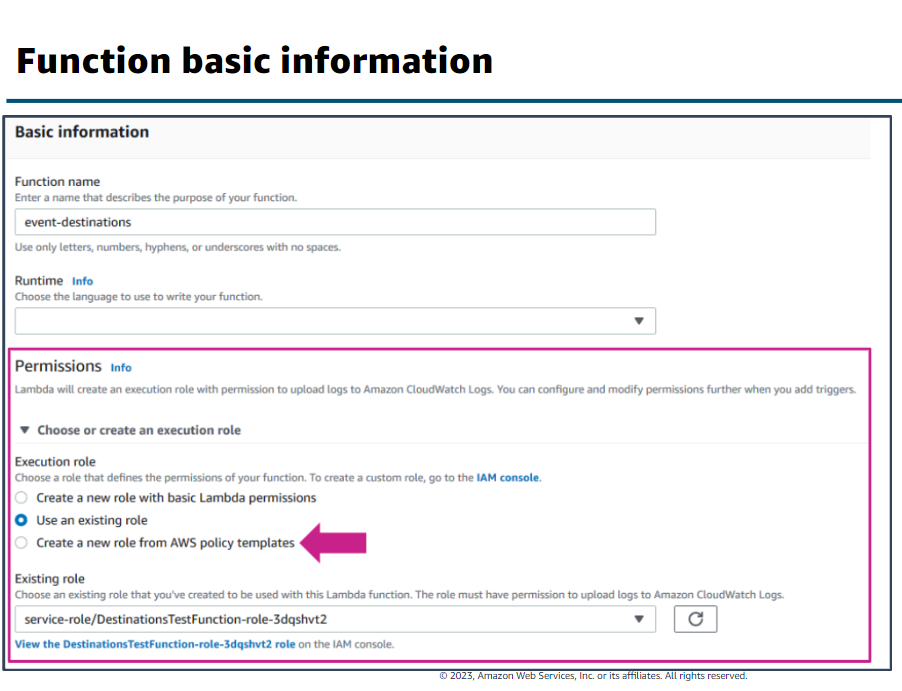 Function basic information
Basic information
Function name
Enter a name that describes the purpose of your function.
event-destinations
Use only letters, numbers, hyphens, or underscores with no spaces.
Runtime Info
Choose the language to use to write your function.
Permissions Info
Lambda will create an execution role with permission to upload logs to Amazon CloudWatch Logs. You can configure and modify permissions further when you add triggers.
Choose or create an execution role
Execution role
Choose a role that defines the permissions of your function. To create a custom role, go to the IAM console.
Create a new role with basic Lambda permissions
Use an existing role
Create a new role from AWS policy templates
Existing role
Choose an existing role that you've created to be used with this Lambda function. The role must have permission to upload logs to Amazon CloudWatch Logs.
service-role/DestinationsTestFunction-role-3dqshvt2
View the DestinationsTestFunction-role-3dqshvt2 role on the IAM console.
© 2023, Amazon Web Services, Inc. or its affiliates. All rights reserved.